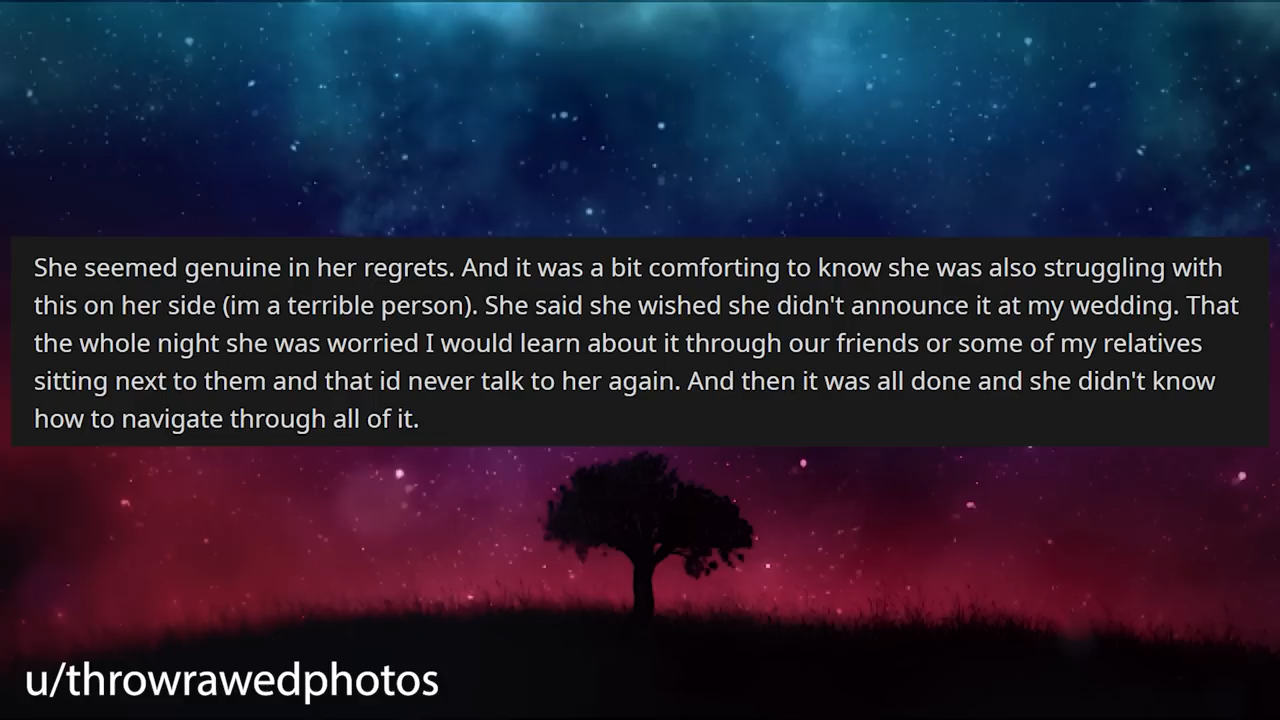 She seemed genuine in her regrets. And it was a bit comforting to know she was also struggling with
this on her side (im a terrible person). She said she wished she didn't announce it at my wedding. That
the whole night she was worried I would learn about it through our friends or some of my relatives
sitting next to them and that id never talk to her again. And then it was all done and she didn't know
how to navigate through all of it.
u/throwrawedphotos